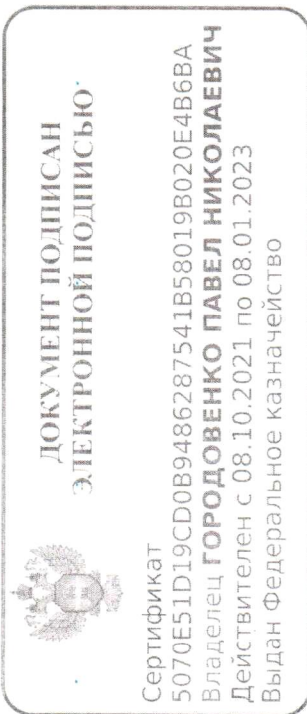 ДОКУМЕНТ ПОДПИСАН
ЭЛЕКТРОННОЙ ПОДПИСЬЮ
Сертификат
5070E51D19CD0B9486287541B58019B020E4B6BA
Владелец ГОРОДОВЕНКО ПАВЕЛ НИКОЛАЕВИЧ
Действителен с 08.10.2021 по 08.01.2023
Выдан Федеральное казначейство